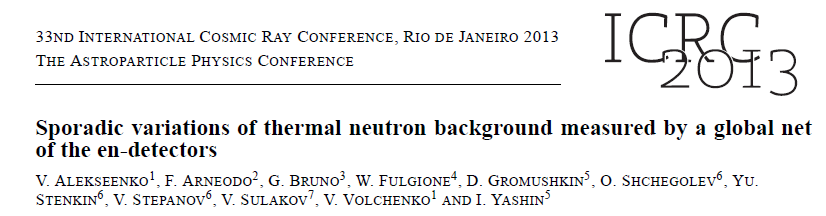 33ND INTERNATIONAL COSMIC RAY CONFERENCE, RIO DE JANEIRO 2013
THE ASTROPARTICLE PHYSICS CONFERENCE
ICRC
2013
Sporadic variations of thermal neutron background measured by a global net
of the en-detectors
V. ALEKSEENKO¹, F. ARNEODO², G. BRUNO³, W. FULGIONE⁴, D. GROMUSHKIN⁵, O. SHCHEGOLEV⁶, YU.
STENKIN⁶, V. STEPANOV⁶, V. SULAKOV⁷, V. VOLCHENKO¹ AND I. YASHIN⁵